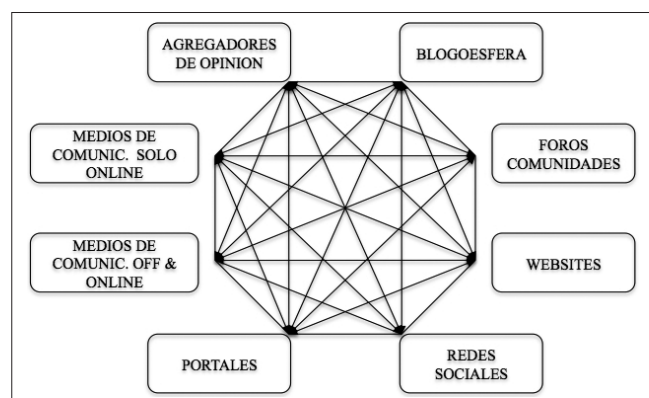 AGREGADORES
DE OPINION
BLOGOESFERA
MEDIOS DE
COMUNIC. SOLO
ONLINE
FOROS
COMUNIDADES
MEDIOS DE
COMUNIC. OFF &
ONLINE
WEBSITES
PORTALES
REDES
SOCIALES